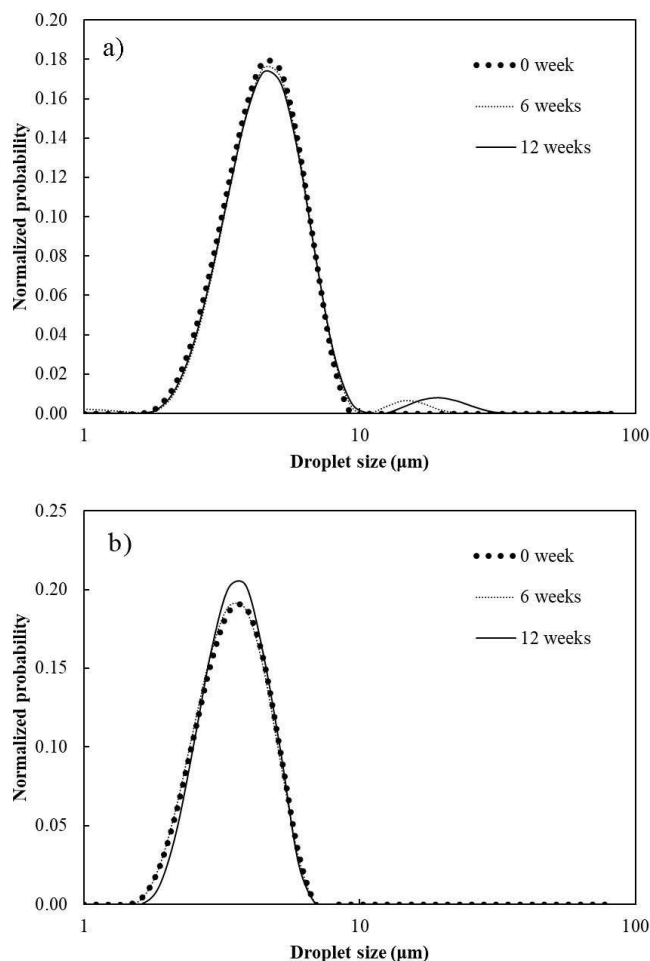 a)
0.20
0.18
0.16
0.14
0.12
0.10
0.08
0.06
0.04
0.02
0.00
Normalized probability
0 week
6 weeks
12 weeks
1
10
100
Droplet size (µm)
b)
0.25
0.20
0.15
0.10
0.05
0.00
Normalized probability
0 week
6 weeks
12 weeks
1
10
100
Droplet size (µm)